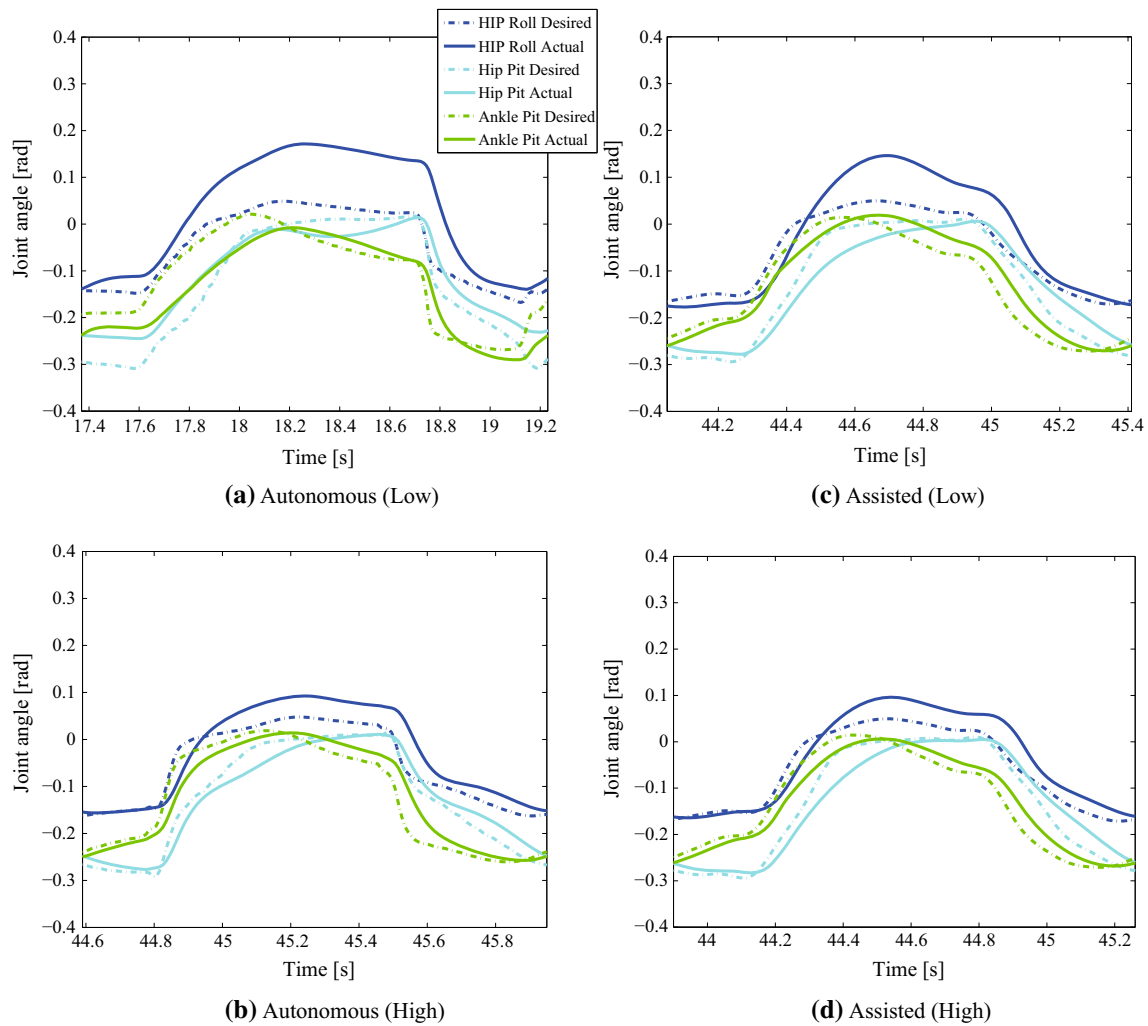 HIP Roll Desired
HIP Roll Actual
Hip Pit Desired
Hip Pit Actual
Ankle Pit Desired
Ankle Pit Actual
0.4
0.3
0.2
0.1
0
−0.1
−0.2
−0.3
−0.4
Joint angle [rad]
17.4 17.6 17.8 18 18.2 18.4 18.6 18.8 19 19.2
Time [s]
(a) Autonomous (Low)
0.4
0.3
0.2
0.1
0
−0.1
−0.2
−0.3
−0.4
Joint angle [rad]
44.2 44.4 44.6 44.8 45 45.2 45.4
Time [s]
(c) Assisted (Low)
0.4
0.3
0.2
0.1
0
−0.1
−0.2
−0.3
−0.4
Joint angle [rad]
44.6 44.8 45 45.2 45.4 45.6 45.8
Time [s]
(b) Autonomous (High)
0.4
0.3
0.2
0.1
0
−0.1
−0.2
−0.3
−0.4
Joint angle [rad]
44 44.2 44.4 44.6 44.8 45 45.2
Time [s]
(d) Assisted (High)